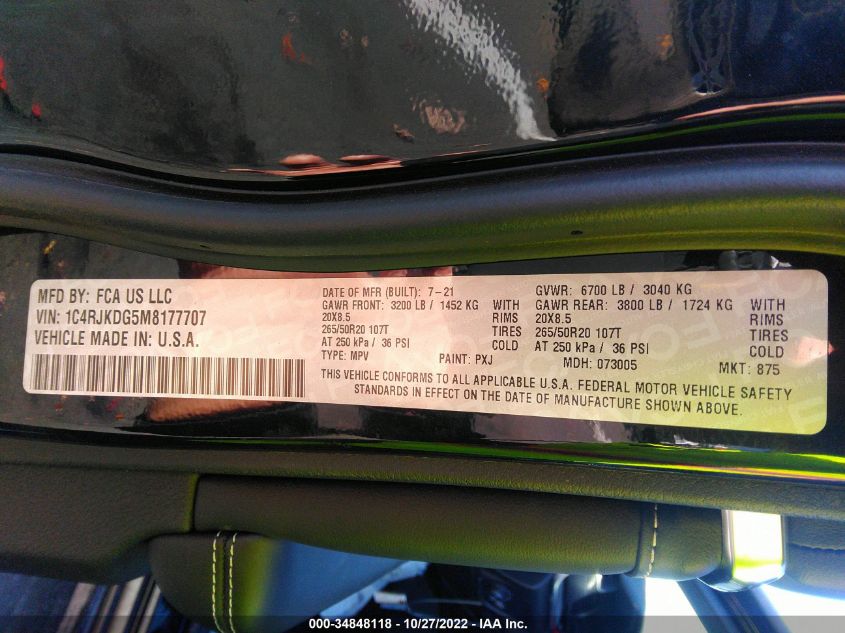 MFD BY: FCA US LLC
VIN: 1C4RJKDG5M8177707
VEHICLE MADE IN: U.S.A.
DATE OF MFR (BUILT): 7-21 GVWR: 6700 LB / 3040 KG
GAWR FRONT: 3200 LB / 1452 KG WITH GAWR REAR: 3800 LB / 1724 KG WITH
20X8.5 RIMS 20X8.5 RIMS
265/50R20 107T TIRES 265/50R20 107T TIRES
AT 250 kPa / 36 PSI COLD AT 250 kPa / 36 PSI COLD
TYPE: MPV PAINT: PXJ MDH: 073005 MKT: 875
THIS VEHICLE CONFORMS TO ALL APPLICABLE U.S.A. FEDERAL MOTOR VEHICLE SAFETY
STANDARDS IN EFFECT ON THE DATE OF MANUFACTURE SHOWN ABOVE.
000-34848118 - 10/27/2022 - IAA Inc.